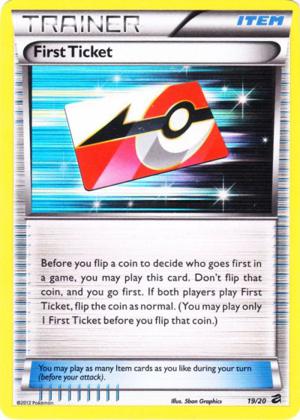 TRAINER ITEM
First Ticket
Before you flip a coin to decide who goes first in
a game, you may play this card. Don't flip that
coin, and you go first. If both players play First
Ticket, flip the coin as normal. (You may play only
1 First Ticket before you flip that coin.)
You may play as many Item cards as you like during your turn
(before your attack).
©2012 Pokémon Illus. 5ban Graphics 19/20